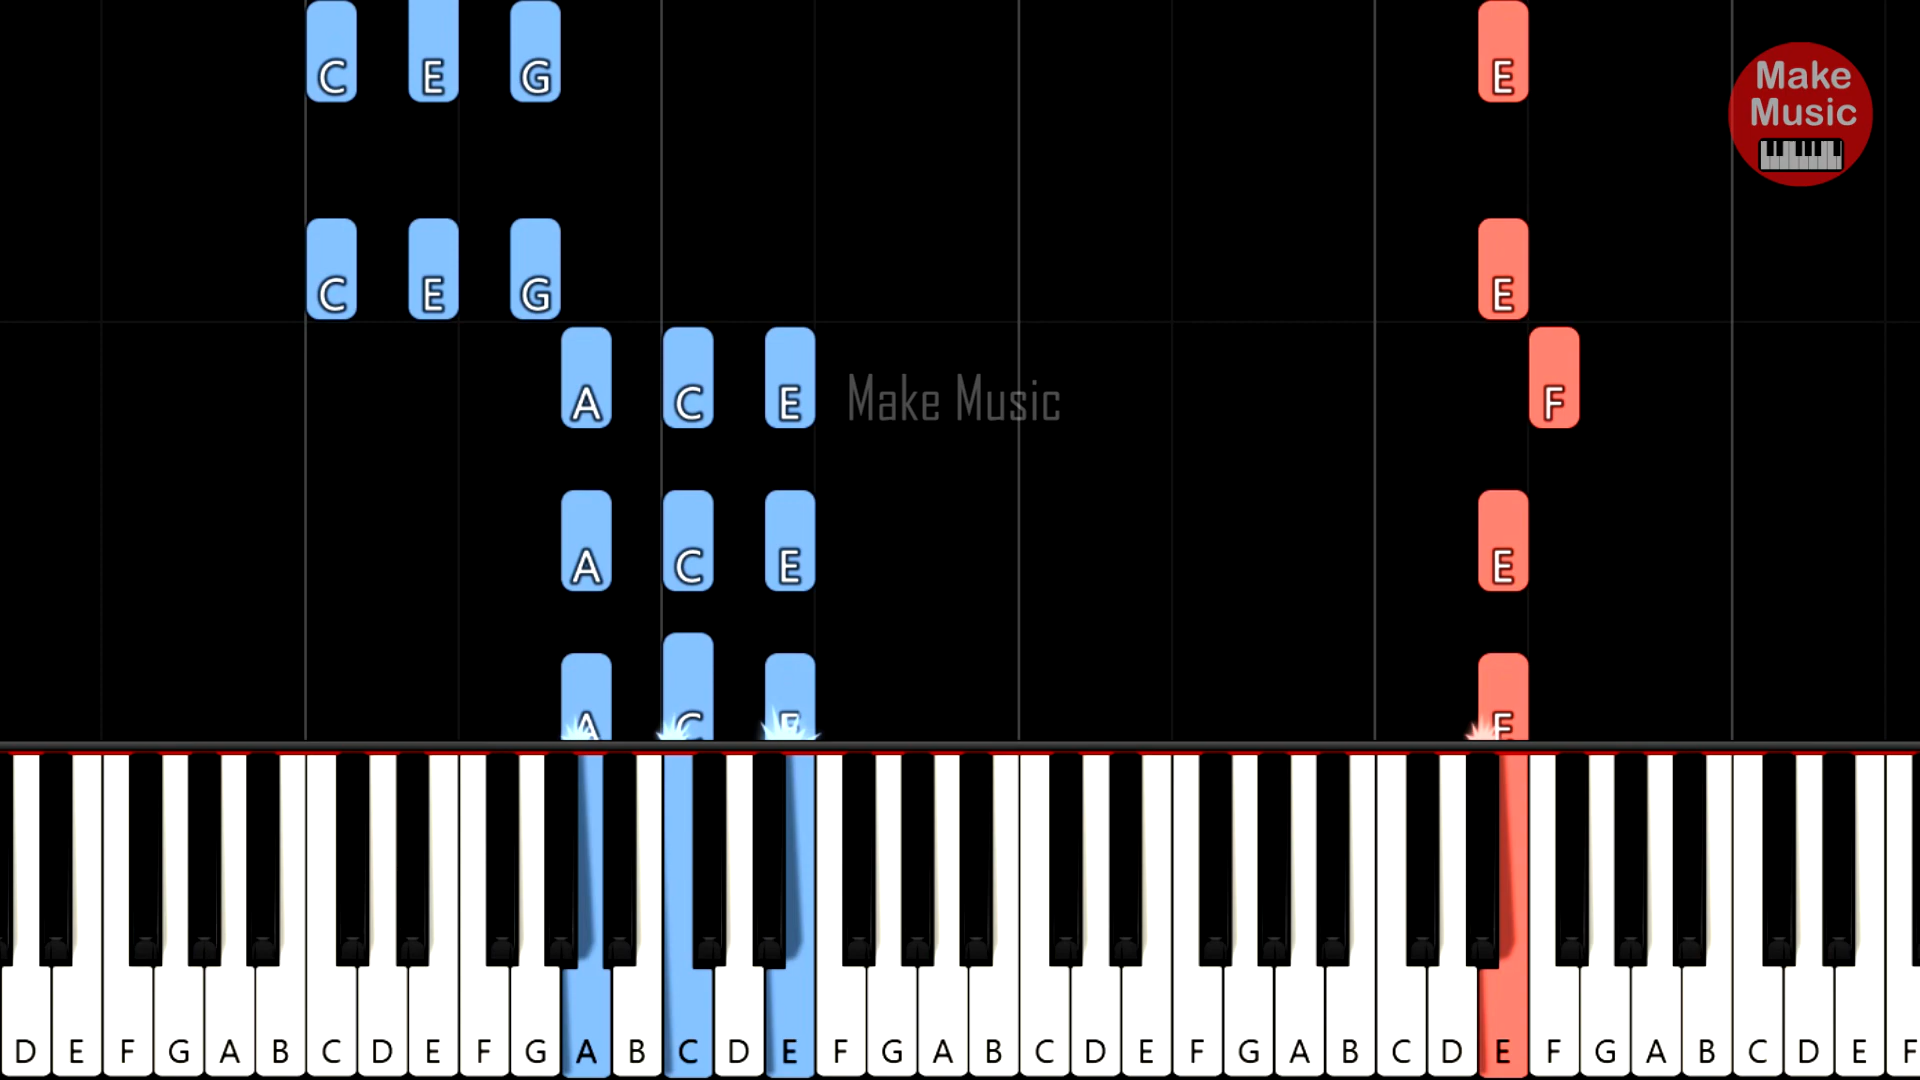 C E G E
Make
Music
C E G E
A C E F
Make Music
A C E E
A C E E
D E F G A B C D E F G A B C D E F G A B C D E F G A B C D E F G A B C D E F